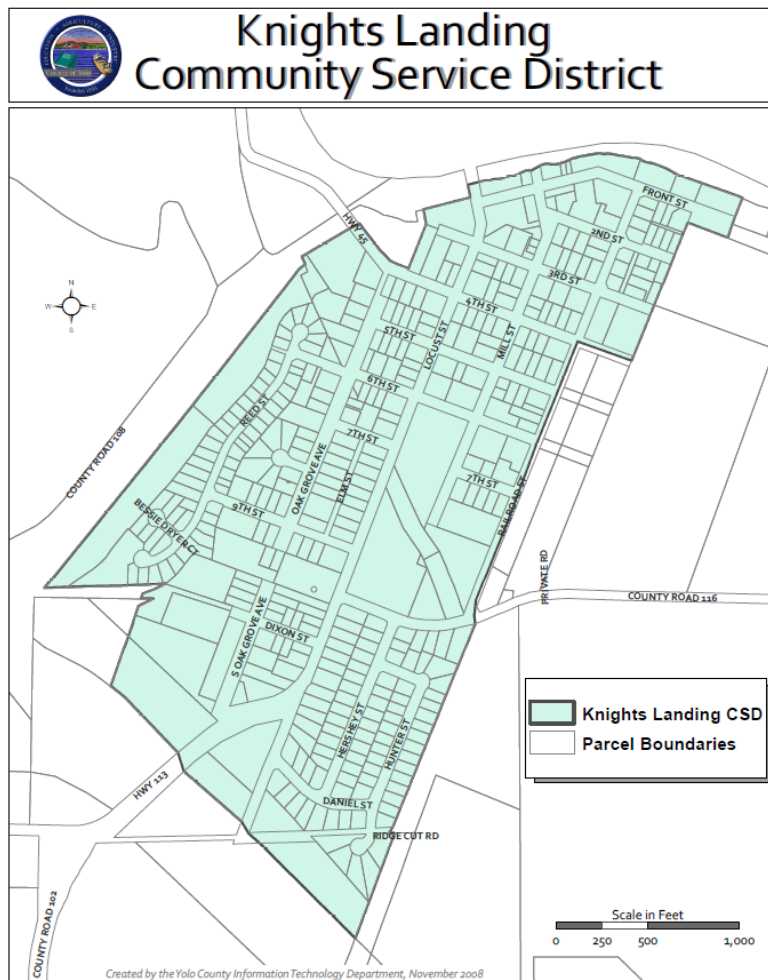 Knights Landing
Community Service District
FRONT ST
HWY 45
2ND ST
3RD ST
N
W
E
S
4TH ST
5TH ST
LOCUST ST
MILL ST
6TH ST
REED ST
7TH ST
OAK GROVE AVE
ELM ST
7TH ST
COUNTY ROAD 108
RAILROAD ST
9TH ST
BESSIE DRYER CT
PRIVATE RD
COUNTY ROAD 116
S OAK GROVE AVE
DIXON ST
HERSHEY ST
HUNTER ST
Knights Landing CSD
Parcel Boundaries
HWY 113
DANIEL ST
RIDGE CUT RD
COUNTY ROAD 102
Scale in Feet
0 250 500 1,000
Created by the Yolo County Information Technology Department, November 2008